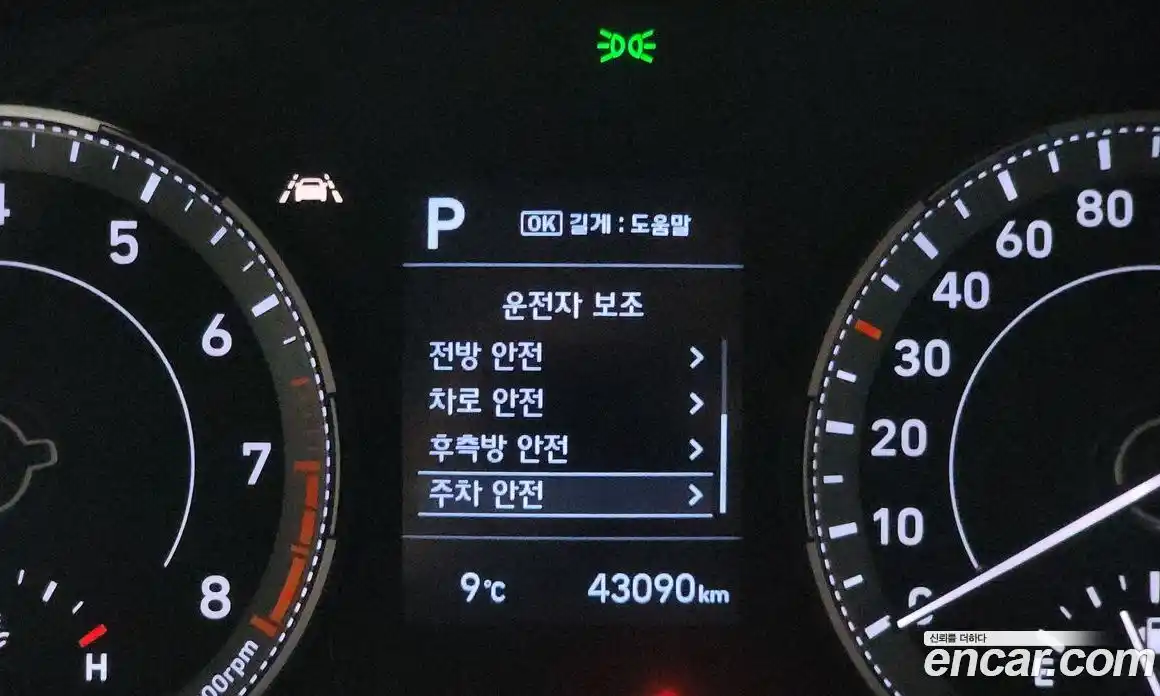 P OK 길게 : 도움말
운전자 보조
전방 안전
차로 안전
후측방 안전
주차 안전
9℃ 43090km
5
6
7
8
H
80
60
40
30
20
10
0
E
신뢰를 더하다
encar.com